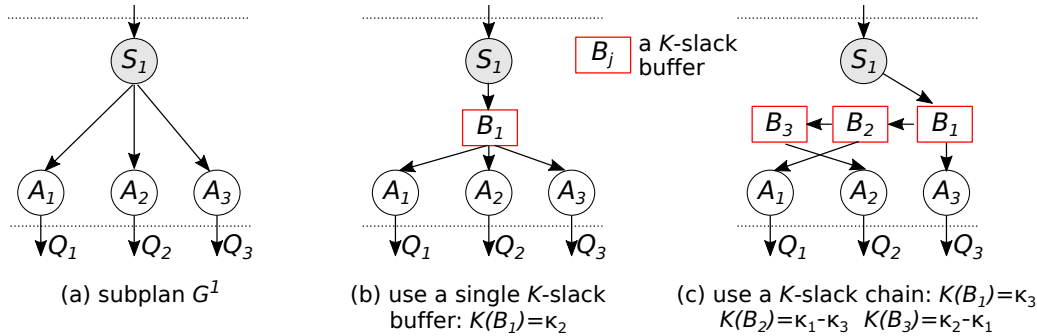 S1
A1 A2 A3
Q1 Q2 Q3
(a) subplan G¹
S1
B1
A1 A2 A3
Q1 Q2 Q3
(b) use a single K-slack
buffer: K(B1)=κ2
Bj a K-slack
buffer
S1
B3 B2 B1
A1 A2 A3
Q1 Q2 Q3
(c) use a K-slack chain: K(B1)=κ3
K(B2)=κ1-κ3 K(B3)=κ2-κ1